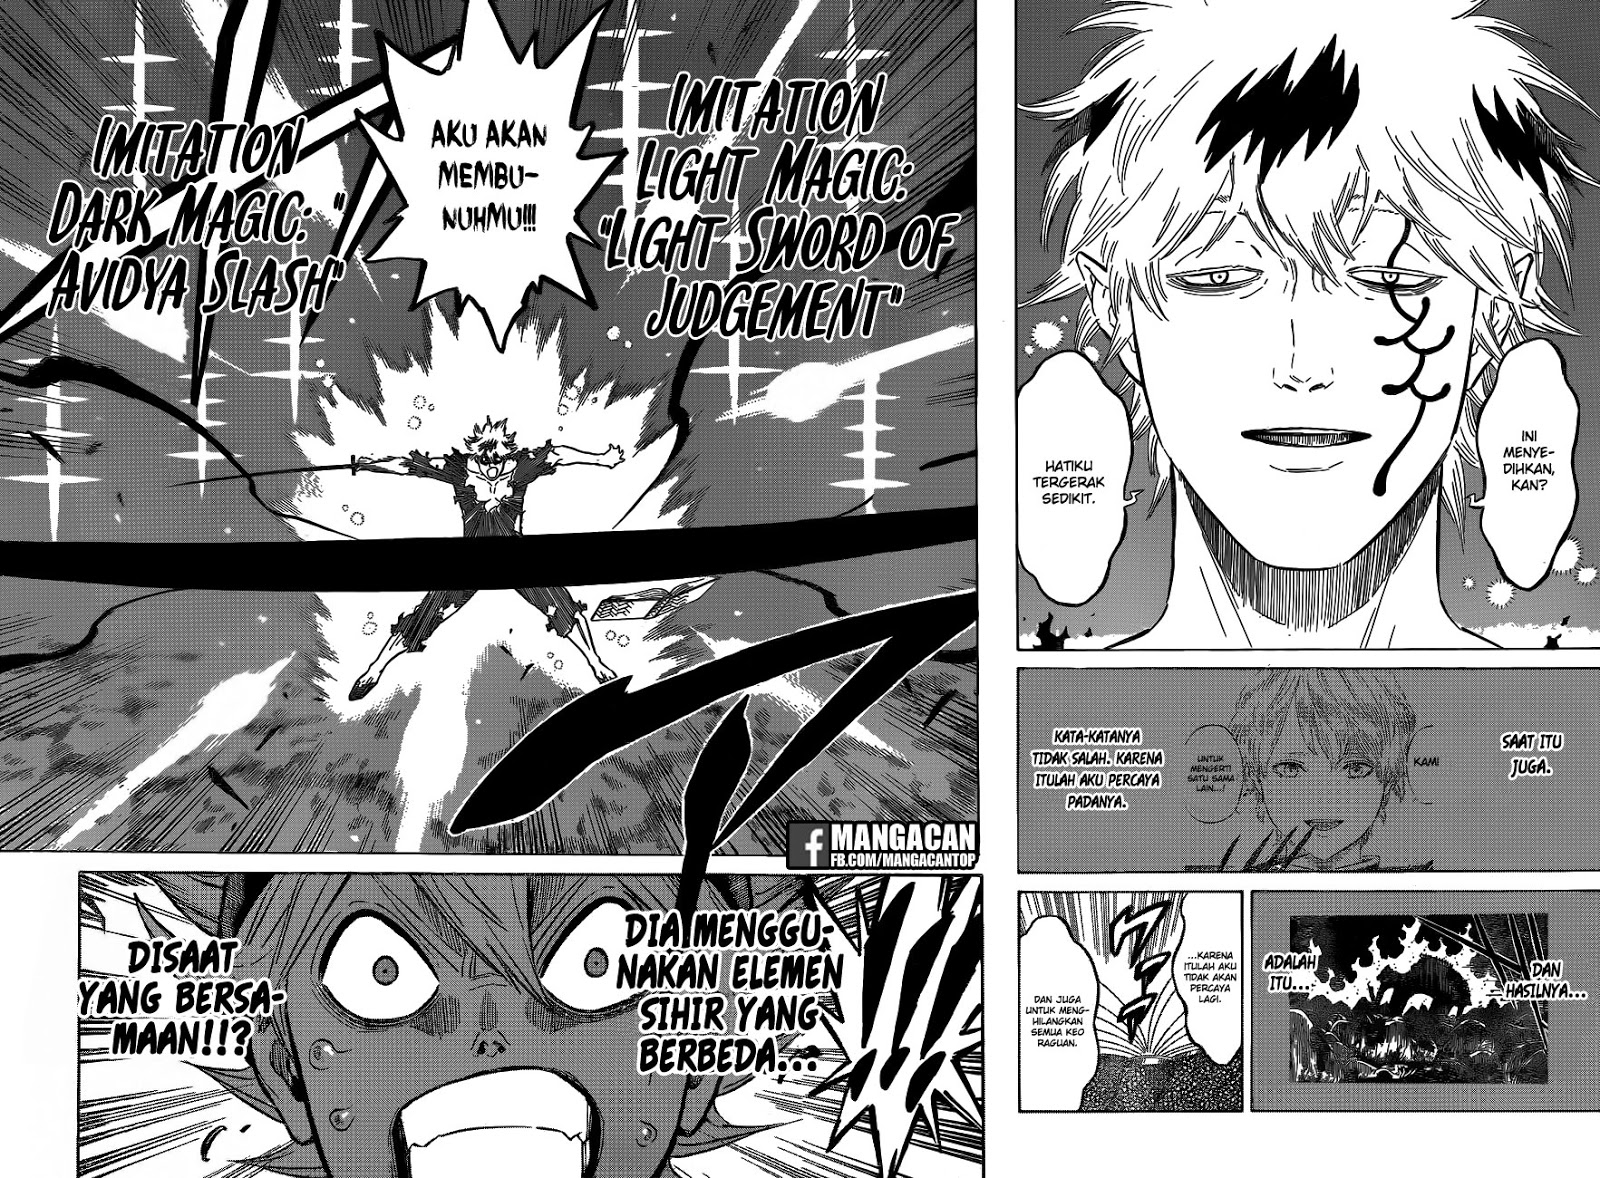 INI
MENYE-
DIHKAN,
KAN?
HATIKU
TERGERAK
SEDIKIT.
SAAT ITU
JUGA.
KAMI
UNTUK
MENGERTI
SATU SAMA
LAIN...!
KATA-KATANYA
TIDAK SALAH. KARENA
ITULAH AKU PERCAYA
PADANYA.
DAN
HASILNYA...
ADALAH
ITU...
...KARENA
ITULAH AKU
TIDAK AKAN
PERCAYA
LAGI.
DAN JUGA
UNTUK MENG-
HILANGKAN
SEMUA KEO
RAGUAN.
IMITATION
LIGHT MAGIC:
"LIGHT SWORD OF
JUDGEMENT"
AKU AKAN
MEMBU-
NUHMU!!!
IMITATION
DARK MAGIC: "
AVIDYA SLASH"
f MANGACAN
FB.COM/MANGACANTOP
DIA MENGGU-
NAKAN ELEMEN
SIHIR YANG
BERBEDA...
DISAAT
YANG BERSA-
MAAN!!!?